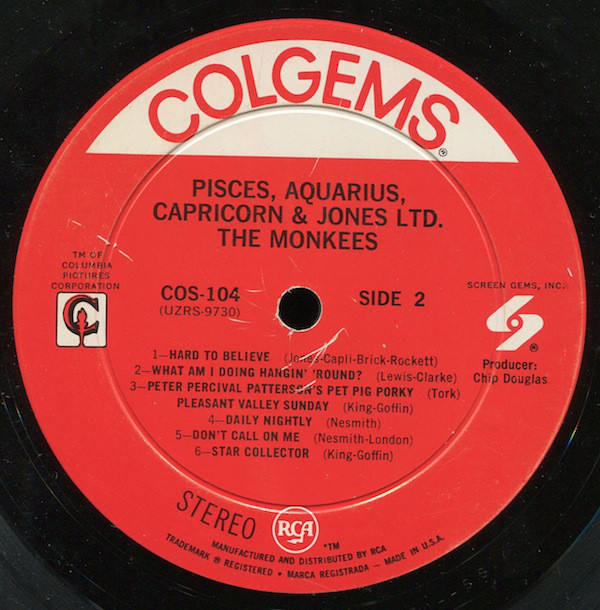 COLGEMS®
PISCES, AQUARIUS,
CAPRICORN & JONES LTD.
THE MONKEES
TM OF
COLUMBIA
PICTURES
CORPORATION
C
COS-104
(UZRS-9730)
SIDE 2
SCREEN GEMS, INC.
®
Producer:
Chip Douglas
1—HARD TO BELIEVE (Jones-Capli-Brick-Rockett)
2—WHAT AM I DOING HANGIN' 'ROUND? (Lewis-Clarke)
3—PETER PERCIVAL PATTERSON'S PET PIG PORKY (Tork)
PLEASANT VALLEY SUNDAY (King-Goffin)
4—DAILY NIGHTLY (Nesmith)
5—DON'T CALL ON ME (Nesmith-London)
6—STAR COLLECTOR (King-Goffin)
STEREO
RCA
"TM
MANUFACTURED AND DISTRIBUTED BY RCA
TRADEMARK ® REGISTERED • MARCA REGISTRADA — MADE IN U.S.A.